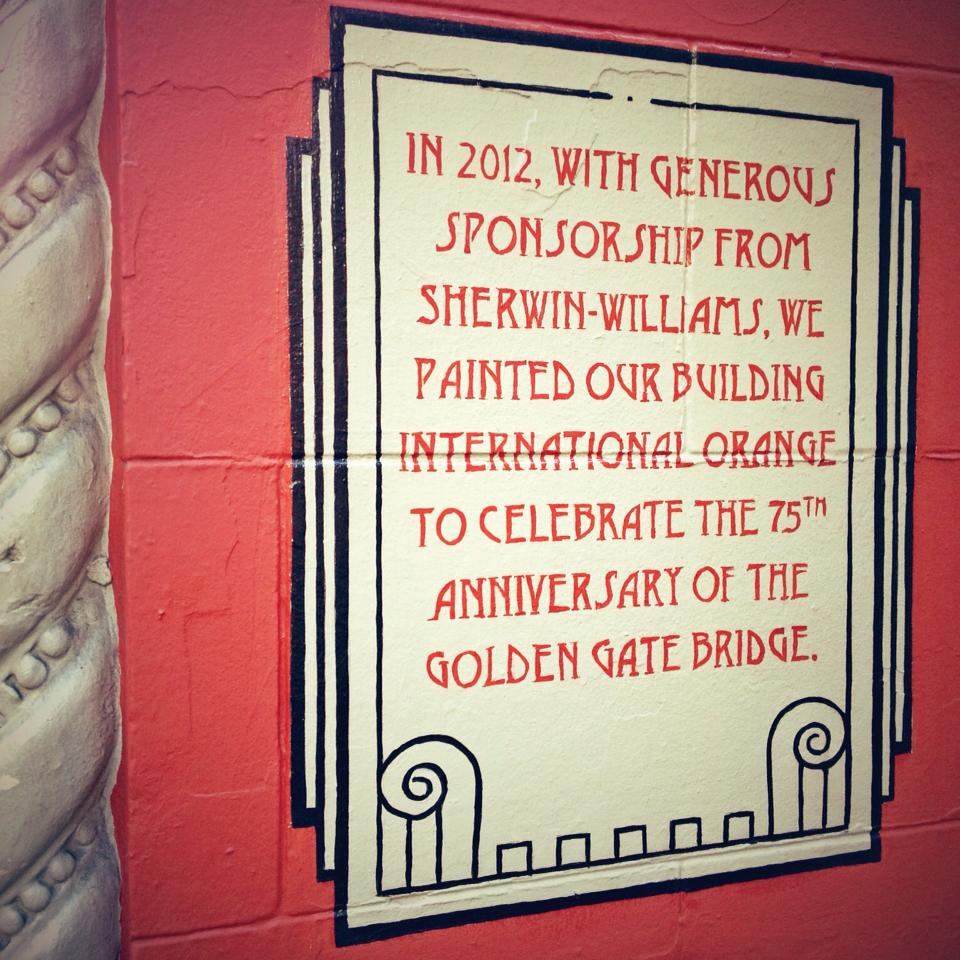 IN 2012, WITH GENEROUS
SPONSORSHIP FROM
SHERWIN-WILLIAMS, WE
PAINTED OUR BUILDING
INTERNATIONAL ORANGE
TO CELEBRATE THE 75TH
ANNIVERSARY OF THE
GOLDEN GATE BRIDGE.